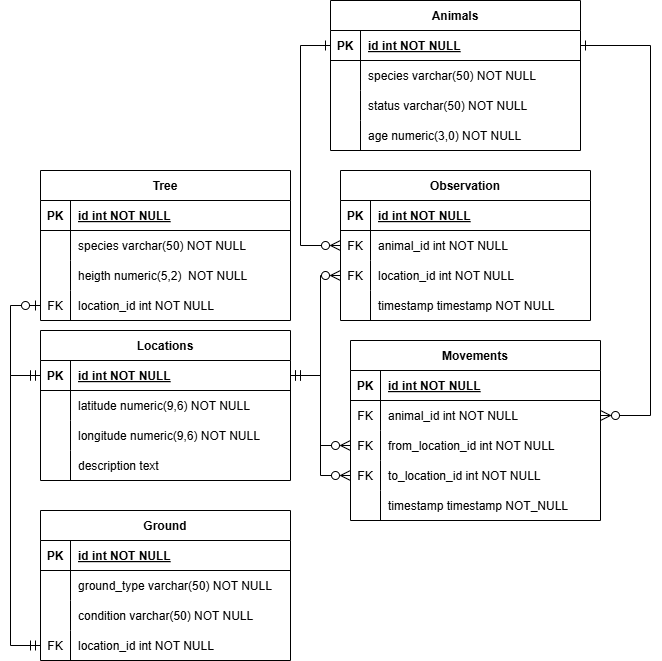 Animals
PK id int NOT NULL
species varchar(50) NOT NULL
status varchar(50) NOT NULL
age numeric(3,0) NOT NULL
Tree
PK id int NOT NULL
species varchar(50) NOT NULL
heigth numeric(5,2) NOT NULL
FK location_id int NOT NULL
Observation
PK id int NOT NULL
FK animal_id int NOT NULL
FK location_id int NOT NULL
timestamp timestamp NOT NULL
Locations
PK id int NOT NULL
latitude numeric(9,6) NOT NULL
longitude numeric(9,6) NOT NULL
description text
Movements
PK id int NOT NULL
FK animal_id int NOT NULL
FK from_location_id int NOT NULL
FK to_location_id int NOT NULL
timestamp timestamp NOT_NULL
Ground
PK id int NOT NULL
ground_type varchar(50) NOT NULL
condition varchar(50) NOT NULL
FK location_id int NOT NULL